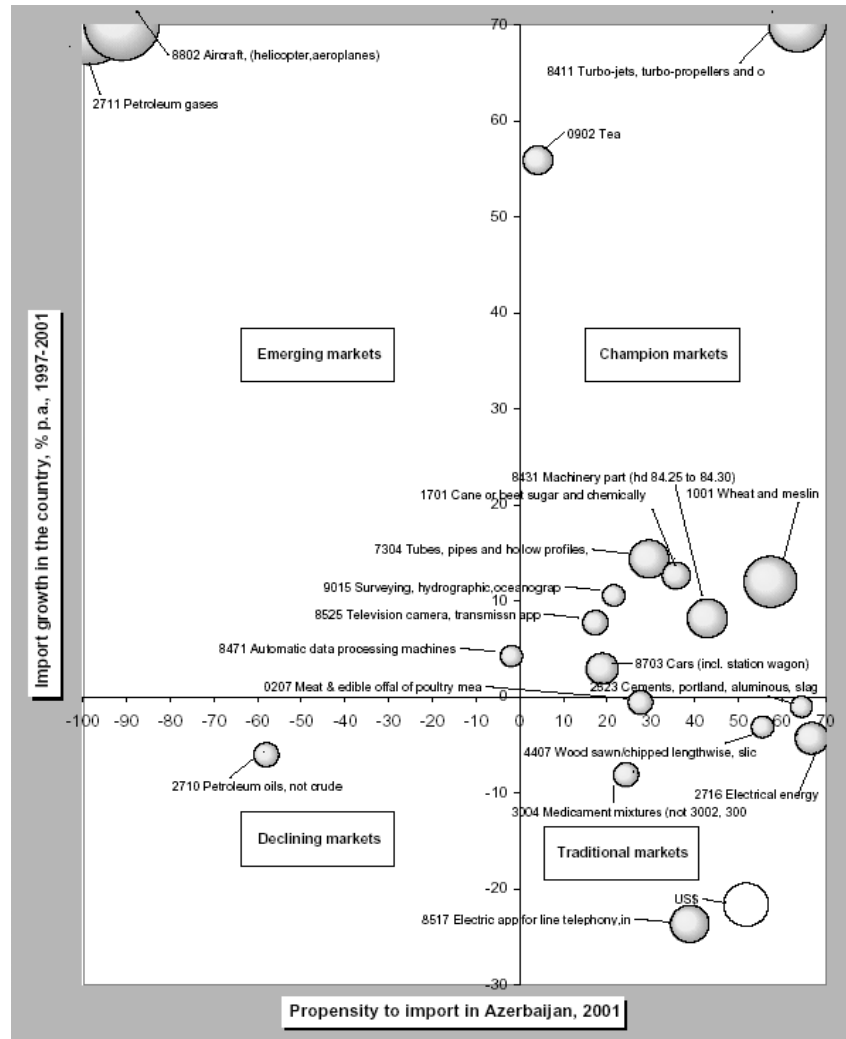 70
8802 Aircraft, (helicopter,aeroplanes)
8411 Turbo-jets, turbo-propellers and o
2711 Petroleum gases
60
0902 Tea
50
40
Emerging markets
Champion markets
30
8431 Machinery part (hd 84.25 to 84.30)
1701 Cane or beet sugar and chemically
1001 Wheat and meslin
20
7304 Tubes, pipes and hollow profiles,
9015 Surveying, hydrographic,oceanograp
10
8525 Television camera, transmissn app
8471 Automatic data processing machines
8703 Cars (incl. station wagon)
0207 Meat & edible offal of poultry mea
2523 Cements, portland, aluminous, slag
0
-100 -90 -80 -70 -60 -50 -40 -30 -20 -10 0 10 20 30 40 50 60 70
4407 Wood sawn/chipped lengthwise, slic
2710 Petroleum oils, not crude
2716 Electrical energy
-10
3004 Medicament mixtures (not 3002, 300
Declining markets
Traditional markets
-20
US$
8517 Electric app for line telephony,in
-30
Import growth in the country, % p.a., 1997-2001
Propensity to import in Azerbaijan, 2001